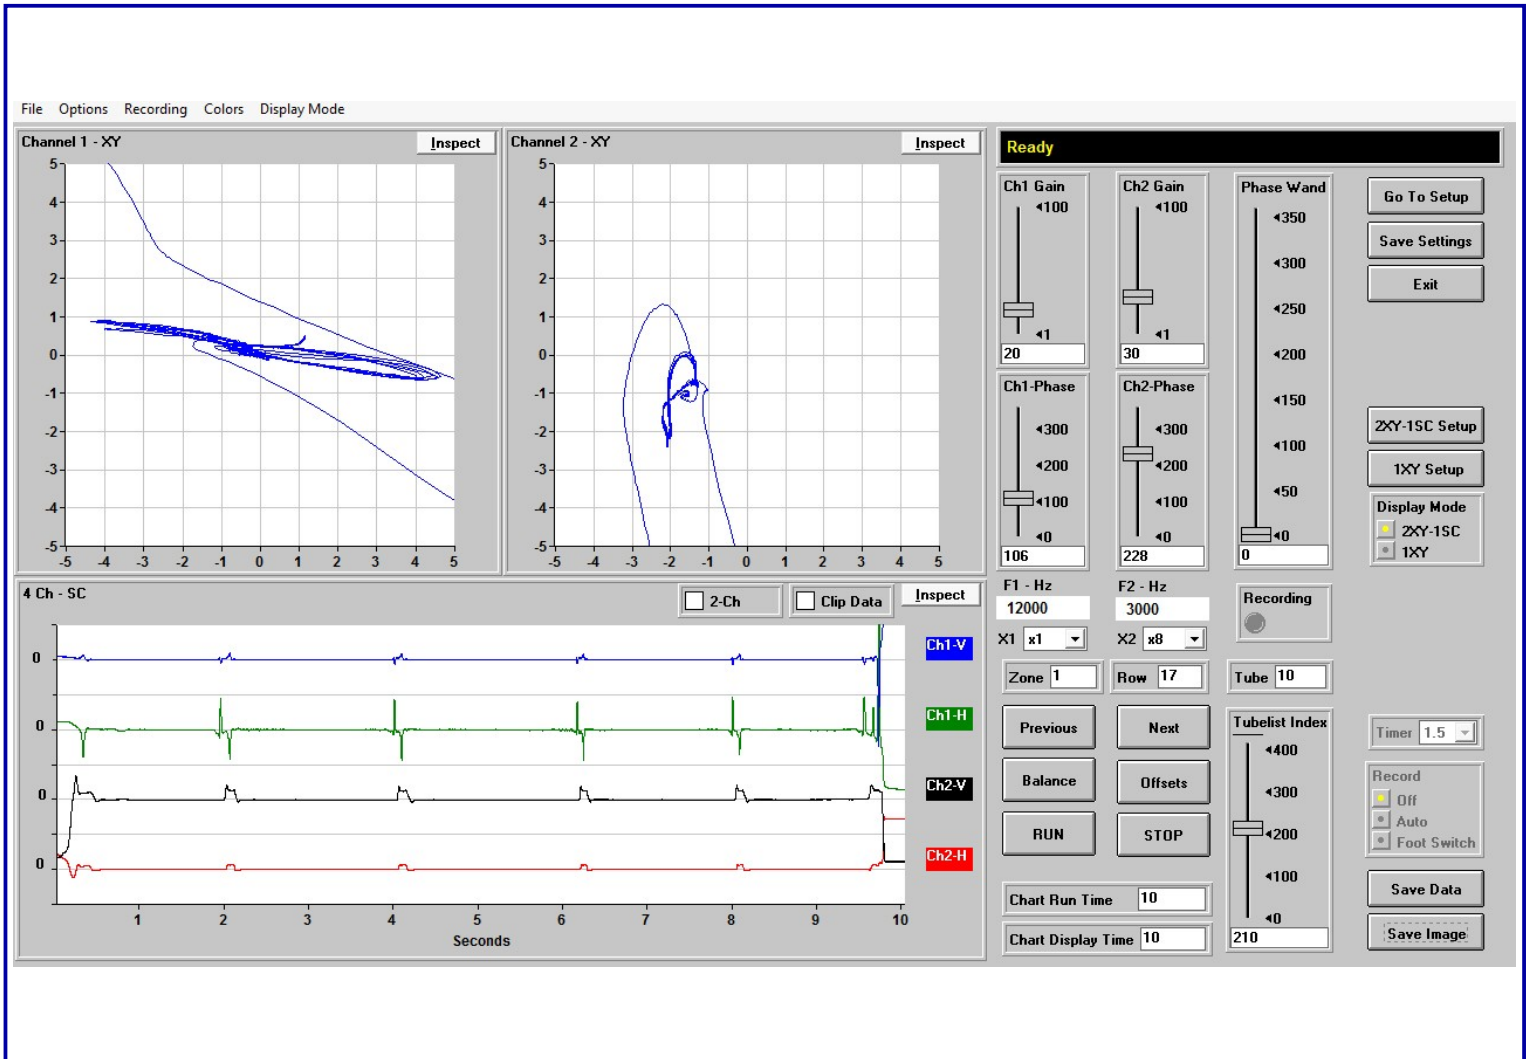 File Options Recording Colors Display Mode
Channel 1 - XY Inspect
5
4
3
2
1
0
-1
-2
-3
-4
-5
-5 -4 -3 -2 -1 0 1 2 3 4 5
Channel 2 - XY Inspect
5
4
3
2
1
0
-1
-2
-3
-4
-5
-5 -4 -3 -2 -1 0 1 2 3 4 5
4 Ch - SC 2-Ch Clip Data Inspect
0 Ch1-V
0 Ch1-H
0 Ch2-V
0 Ch2-H
1 2 3 4 5 6 7 8 9 10
Seconds
Ready
Ch1 Gain
100
1
20
Ch2 Gain
100
1
30
Phase Wand
350
300
250
200
150
100
50
0
0
Ch1-Phase
300
200
100
0
106
Ch2-Phase
300
200
100
0
228
Go To Setup
Save Settings
Exit
2XY-1SC Setup
1XY Setup
Display Mode
2XY-1SC
1XY
F1 - Hz
12000
F2 - Hz
3000
Recording
X1 x1 X2 x8
Zone 1 Row 17 Tube 10
Previous Next
Balance Offsets
RUN STOP
Tubelist Index
400
300
200
100
0
210
Chart Run Time 10
Chart Display Time 10
Timer 1.5
Record
Off
Auto
Foot Switch
Save Data
Save Image